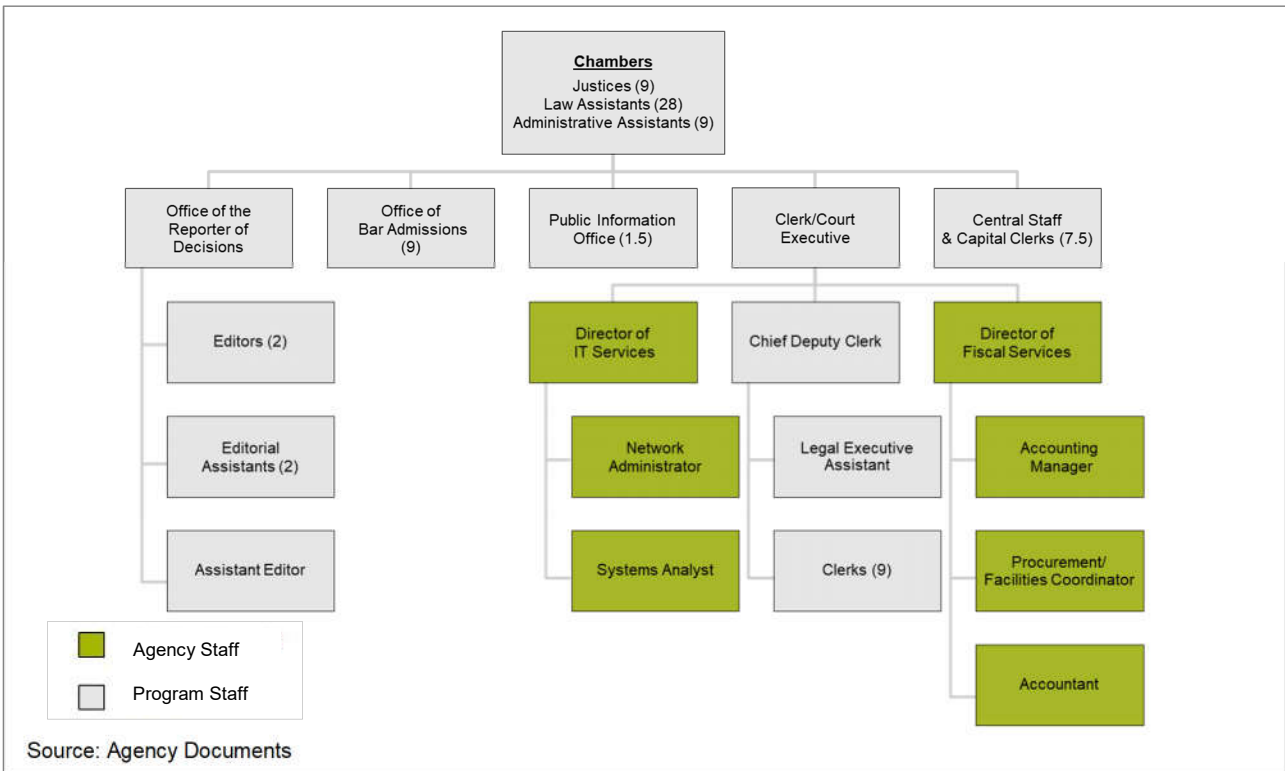 Chambers
Justices (9)
Law Assistants (28)
Administrative Assistants (9)
Office of the
Reporter of
Decisions
Office of
Bar Admissions
(9)
Public Information
Office (1.5)
Clerk/Court
Executive
Central Staff
& Capital Clerks (7.5)
Editors (2)
Director of
IT Services
Chief Deputy Clerk
Director of
Fiscal Services
Editorial
Assistants (2)
Network
Administrator
Legal Executive
Assistant
Accounting
Manager
Assistant Editor
Systems Analyst
Clerks (9)
Procurement/
Facilities Coordinator
Accountant
Agency Staff
Program Staff
Source: Agency Documents